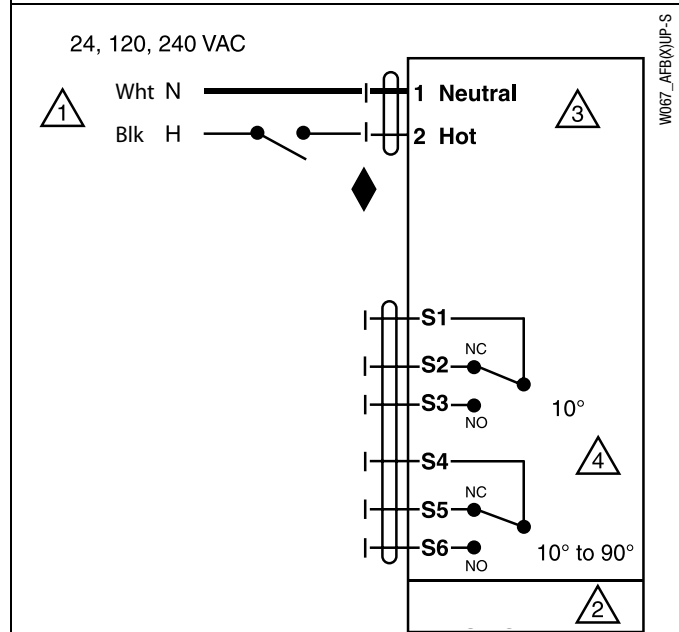 24, 120, 240 VAC
W067_AFB(X)UP-S
1
Wht N
1 Neutral
3
Blk H
2 Hot
S1
NC
S2
S3
NO
10°
S4
4
NC
S5
S6
NO
10° to 90°
2